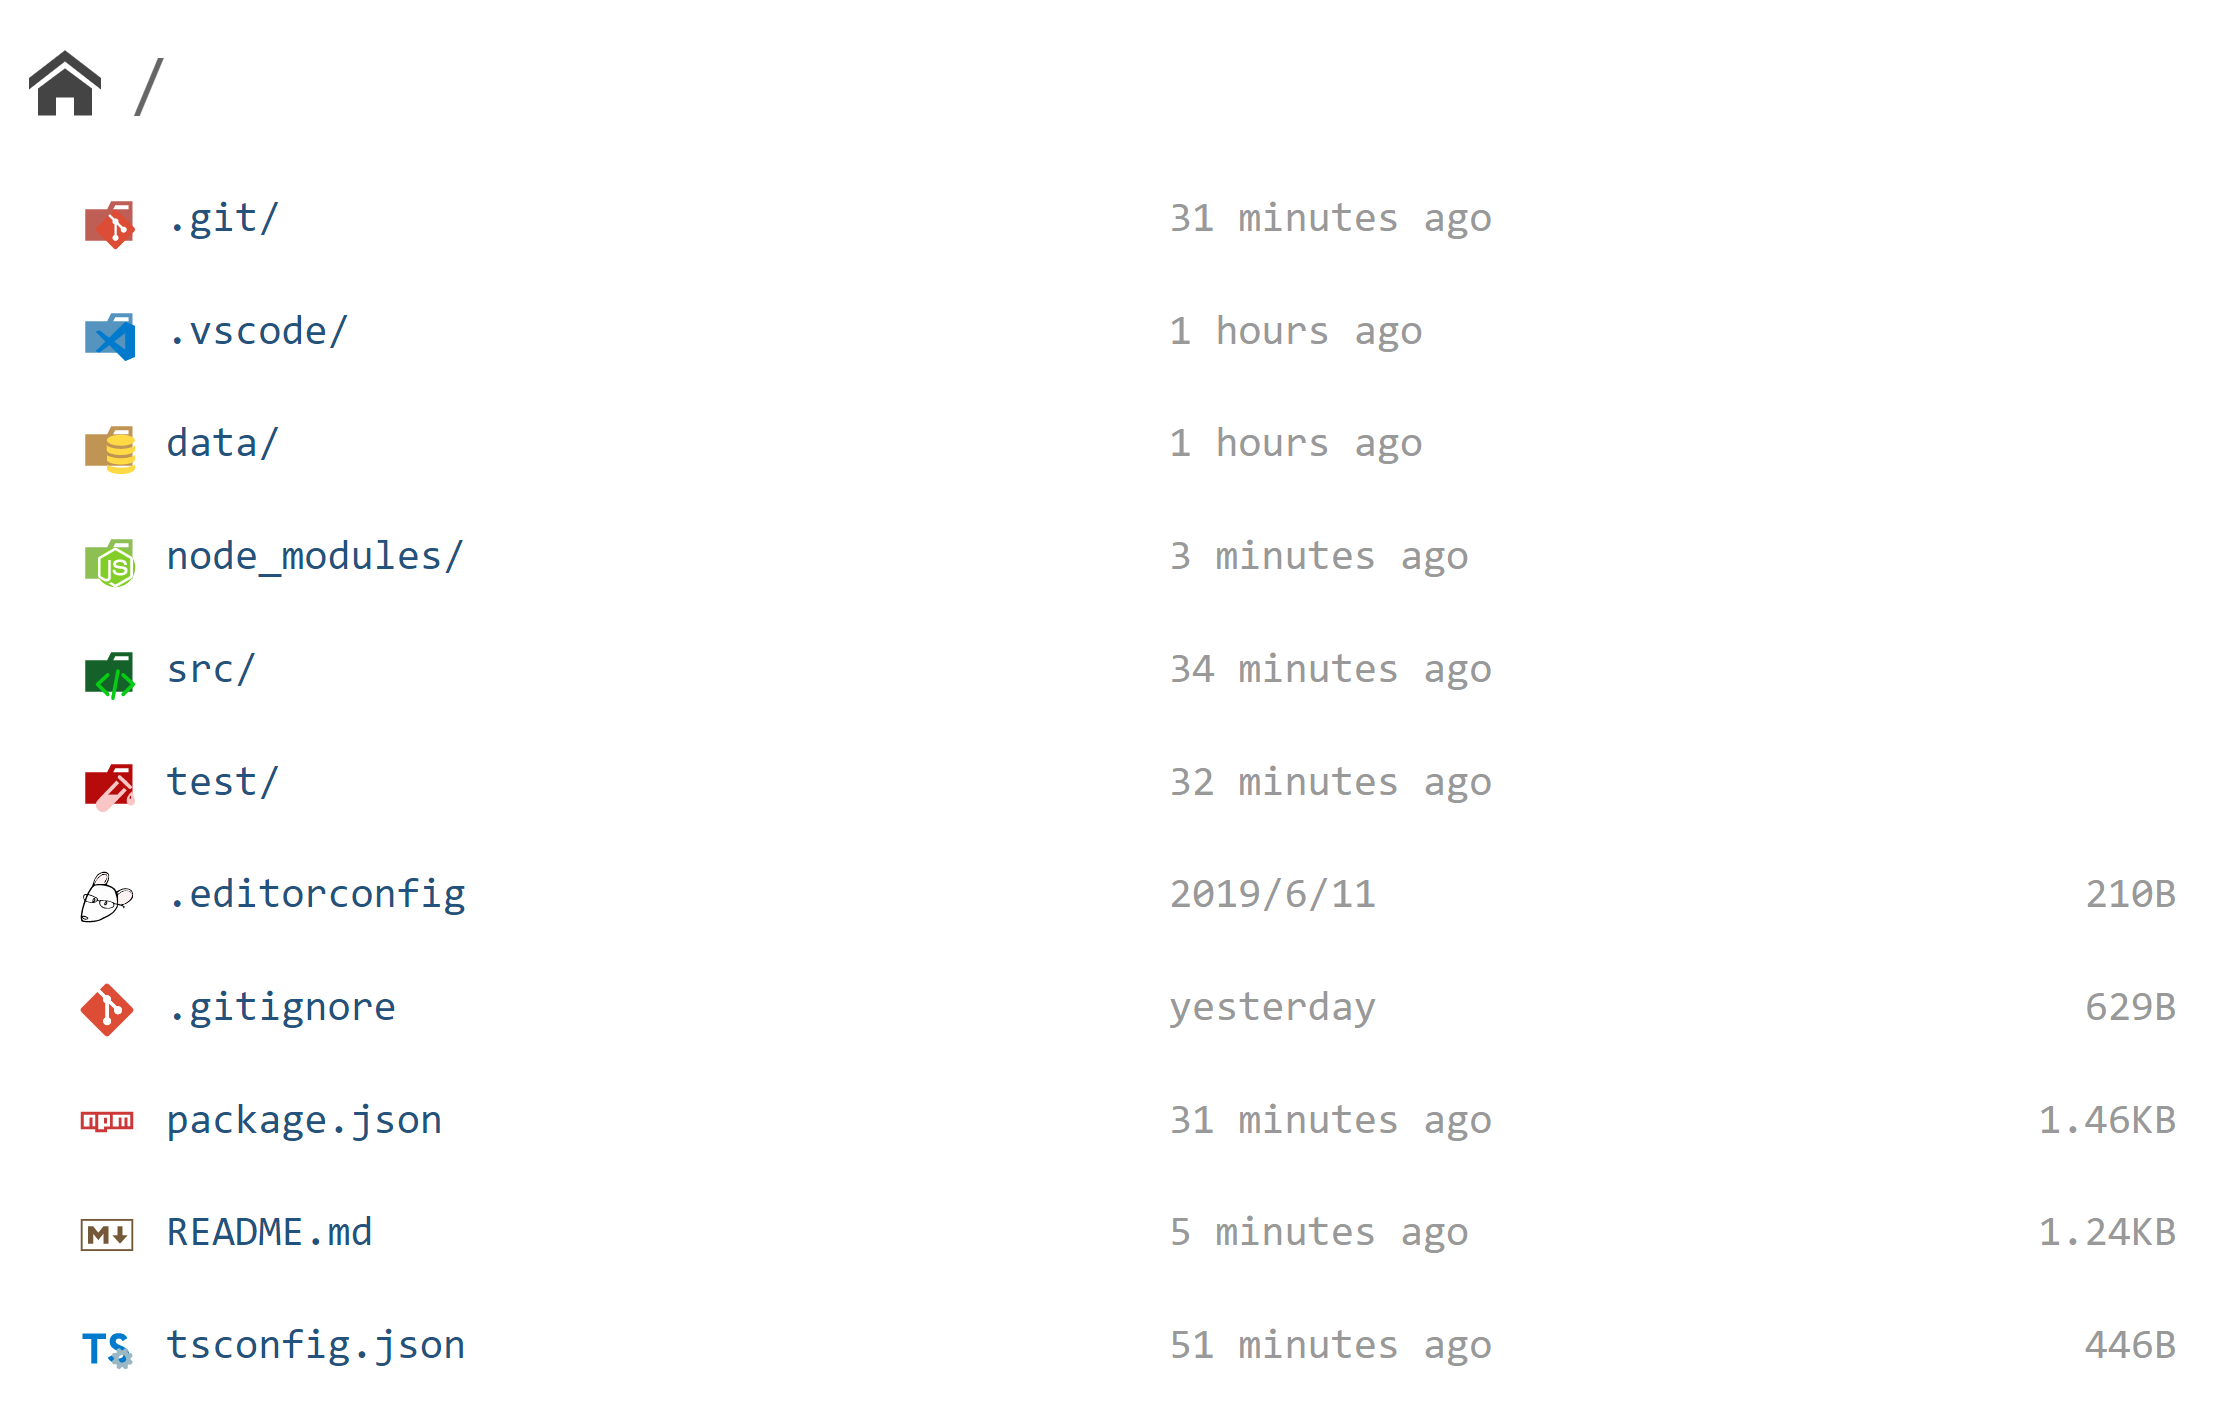 /
.git/ 31 minutes ago
.vscode/ 1 hours ago
data/ 1 hours ago
node_modules/ 3 minutes ago
src/ 34 minutes ago
test/ 32 minutes ago
.editorconfig 2019/6/11 210B
.gitignore yesterday 629B
package.json 31 minutes ago 1.46KB
README.md 5 minutes ago 1.24KB
tsconfig.json 51 minutes ago 446B